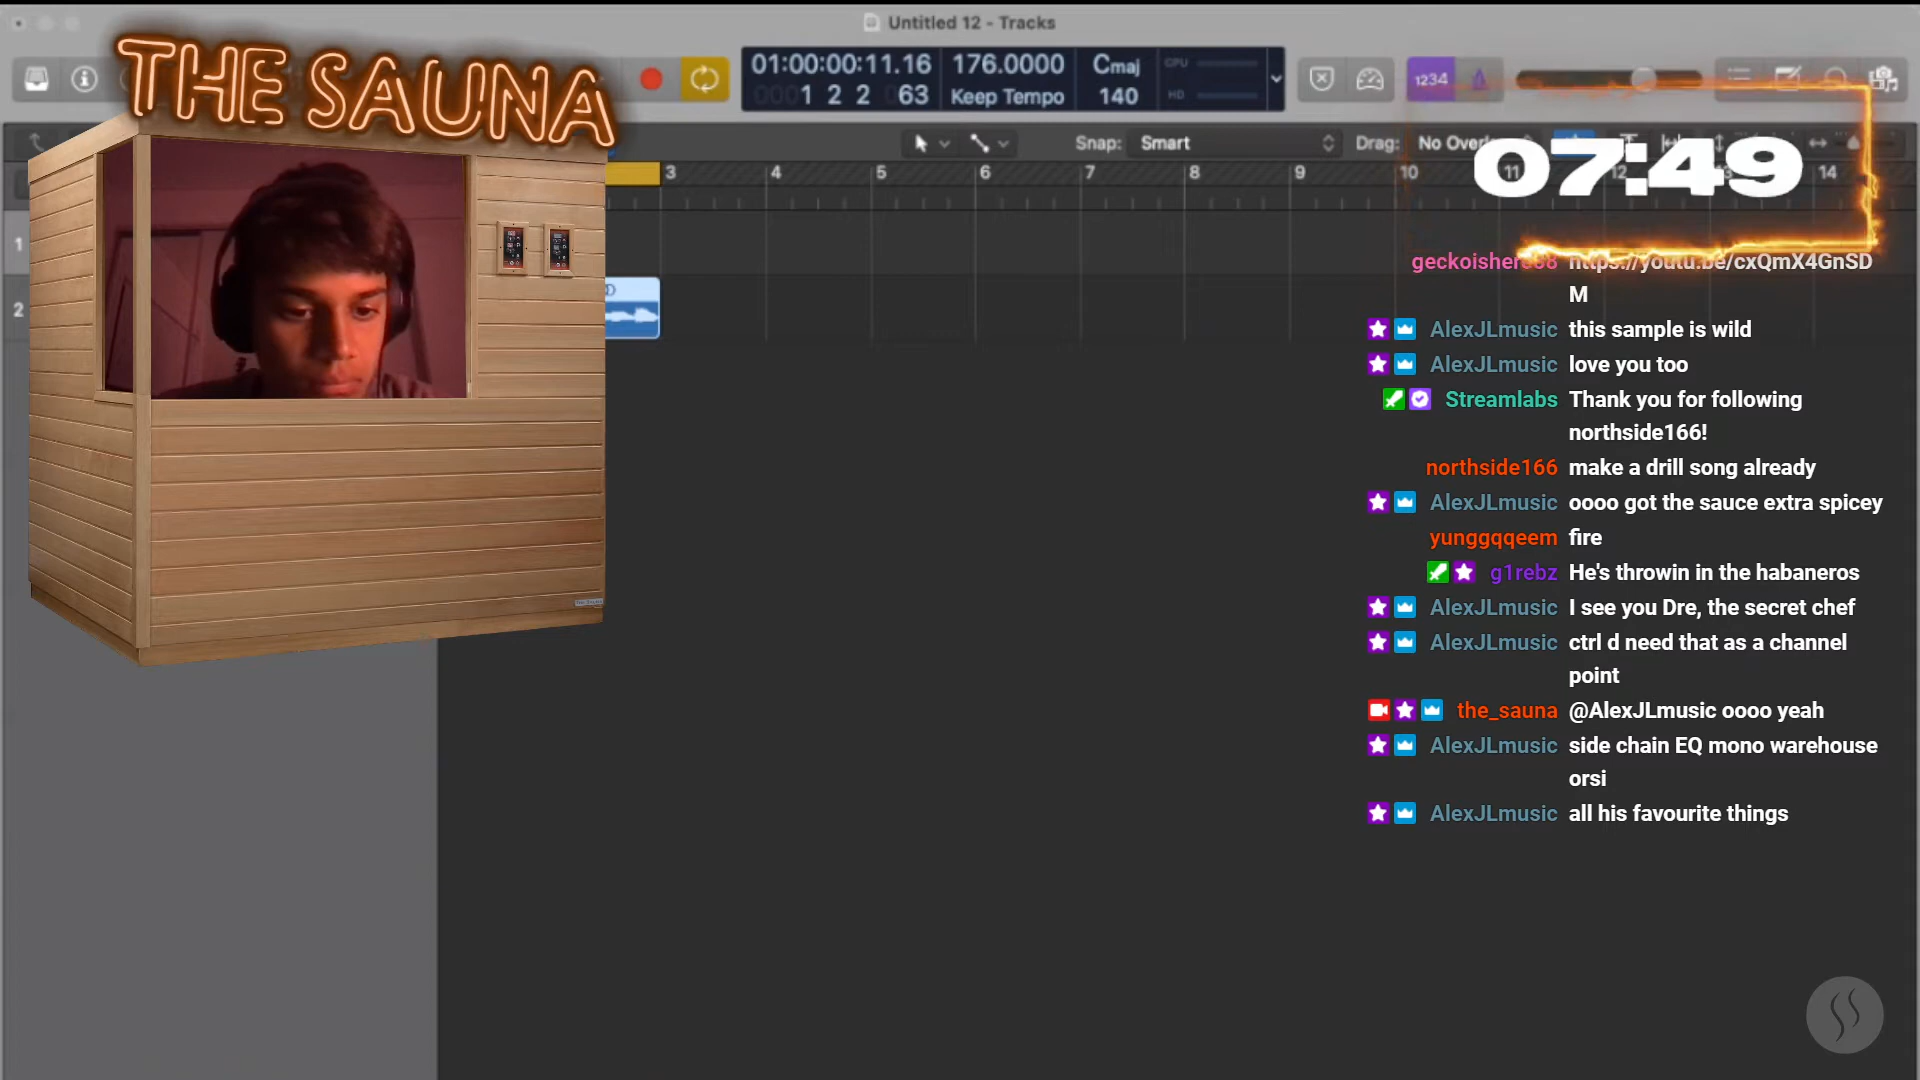 Untitled 12 - Tracks
THE SAUNA
01:00:00:11.16
176.0000
Cmaj
CPU
1234
1 2 2 63
Keep Tempo
140
HD
Snap:
Smart
Drag:
3 4 5 6 7 8 9 10 11 12 13 14
07:49
1
2
https://youtu.be/cxQmX4GnSD
M
AlexJLmusic this sample is wild
AlexJLmusic love you too
Streamlabs Thank you for following
northside166!
northside166 make a drill song already
AlexJLmusic oooo got the sauce extra spicey
yunggqqeem fire
g1rebz He's throwin in the habaneros
AlexJLmusic I see you Dre, the secret chef
AlexJLmusic ctrl d need that as a channel
point
the_sauna @AlexJLmusic oooo yeah
AlexJLmusic side chain EQ mono warehouse
orsi
AlexJLmusic all his favourite things